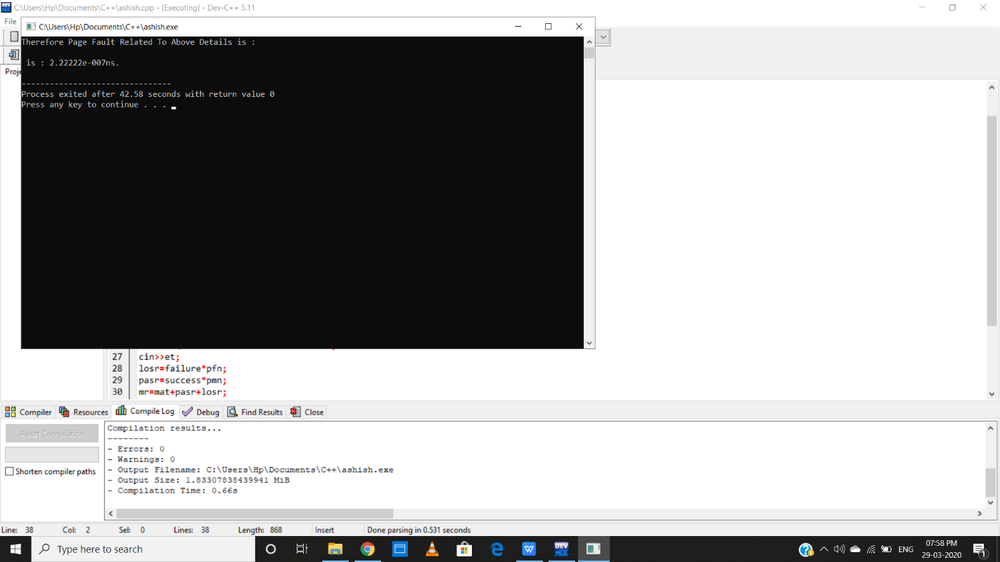 C:\Users\Hp\Documents\C++\ashish.cpp - [Executing] - Dev-C++ 5.11
File
C:\Users\Hp\Documents\C++\ashish.exe
Therefore Page Fault Related To Above Details is :
is : 2.22222e-007ns.
--------------------------------
Process exited after 42.58 seconds with return value 0
Press any key to continue . . .
Proje
27 cin>>et;
28 losr=failure*pfn;
29 pasr=success*pmn;
30 mr=mat+pasr+losr;
Compiler Resources Compile Log Debug Find Results Close
Abort Compilation
Shorten compiler paths
Compilation results...
--------
- Errors: 0
- Warnings: 0
- Output Filename: C:\Users\Hp\Documents\C++\ashish.exe
- Output Size: 1.83307838439941 MiB
- Compilation Time: 0.66s
Line: 38 Col: 2 Sel: 0 Lines: 38 Length: 868 Insert Done parsing in 0.531 seconds
Type here to search
DEV
W
ENG
07:58 PM
29-03-2020
1